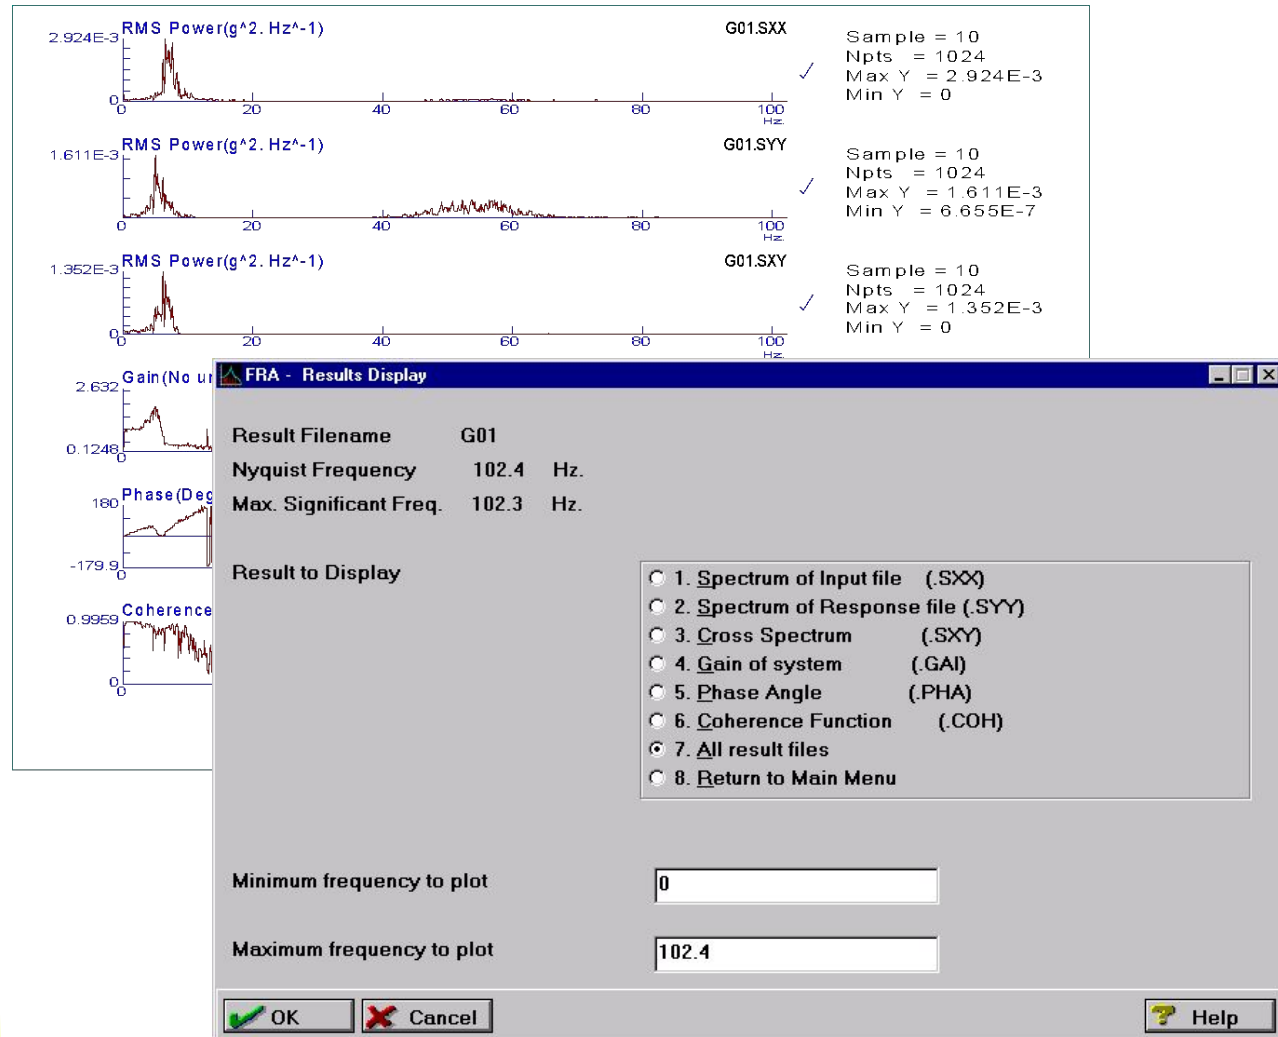 RMS Power(g^2. Hz^-1) G01.SXX
2.924E-3
0
0 20 40 60 80 100
Hz.
Sample = 10
Npts = 1024
Max Y = 2.924E-3
Min Y = 0
RMS Power(g^2. Hz^-1) G01.SYY
1.611E-3
0 20 40 60 80 100
Hz.
Sample = 10
Npts = 1024
Max Y = 1.611E-3
Min Y = 6.655E-7
RMS Power(g^2. Hz^-1) G01.SXY
1.352E-3
0
0 20 40 60 80 100
Hz.
Sample = 10
Npts = 1024
Max Y = 1.352E-3
Min Y = 0
Gain(No
2.632
0.1248
0
Phase(Deg
180
-179.9
0
Coherence
0.9959
0
0
FRA - Results Display
Result Filename G01
Nyquist Frequency 102.4 Hz.
Max. Significant Freq. 102.3 Hz.
Result to Display
1. Spectrum of Input file (.SXX)
2. Spectrum of Response file (.SYY)
3. Cross Spectrum (.SXY)
4. Gain of system (.GAI)
5. Phase Angle (.PHA)
6. Coherence Function (.COH)
7. All result files
8. Return to Main Menu
Minimum frequency to plot 0
Maximum frequency to plot 102.4
OK Cancel Help